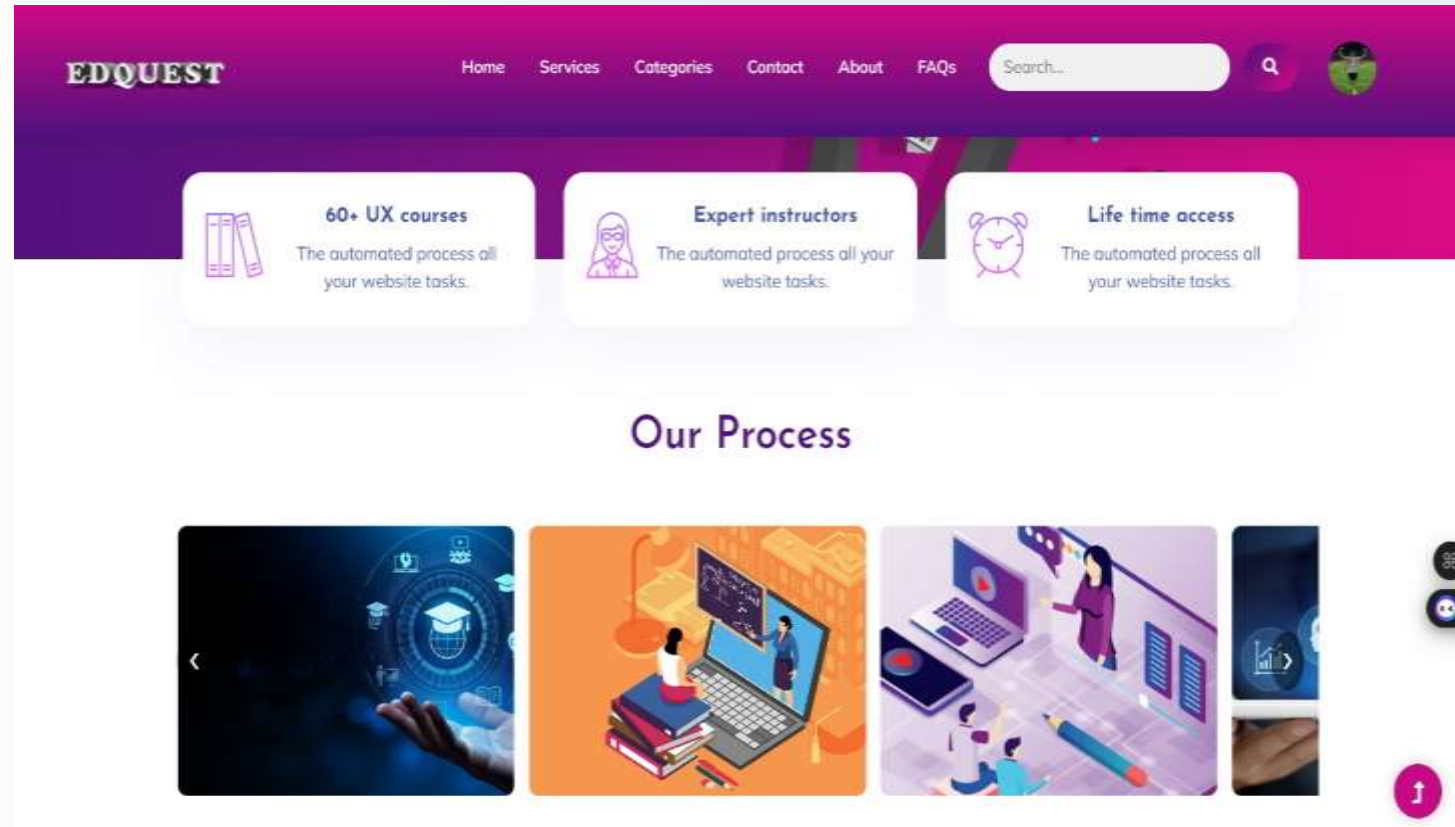 EDQUEST
Home Services Categories Contact About FAQs Search...
60+ UX courses
The automated process all
your website tasks.
Expert instructors
The automated process all your
website tasks.
Life time access
The automated process all
your website tasks.
Our Process